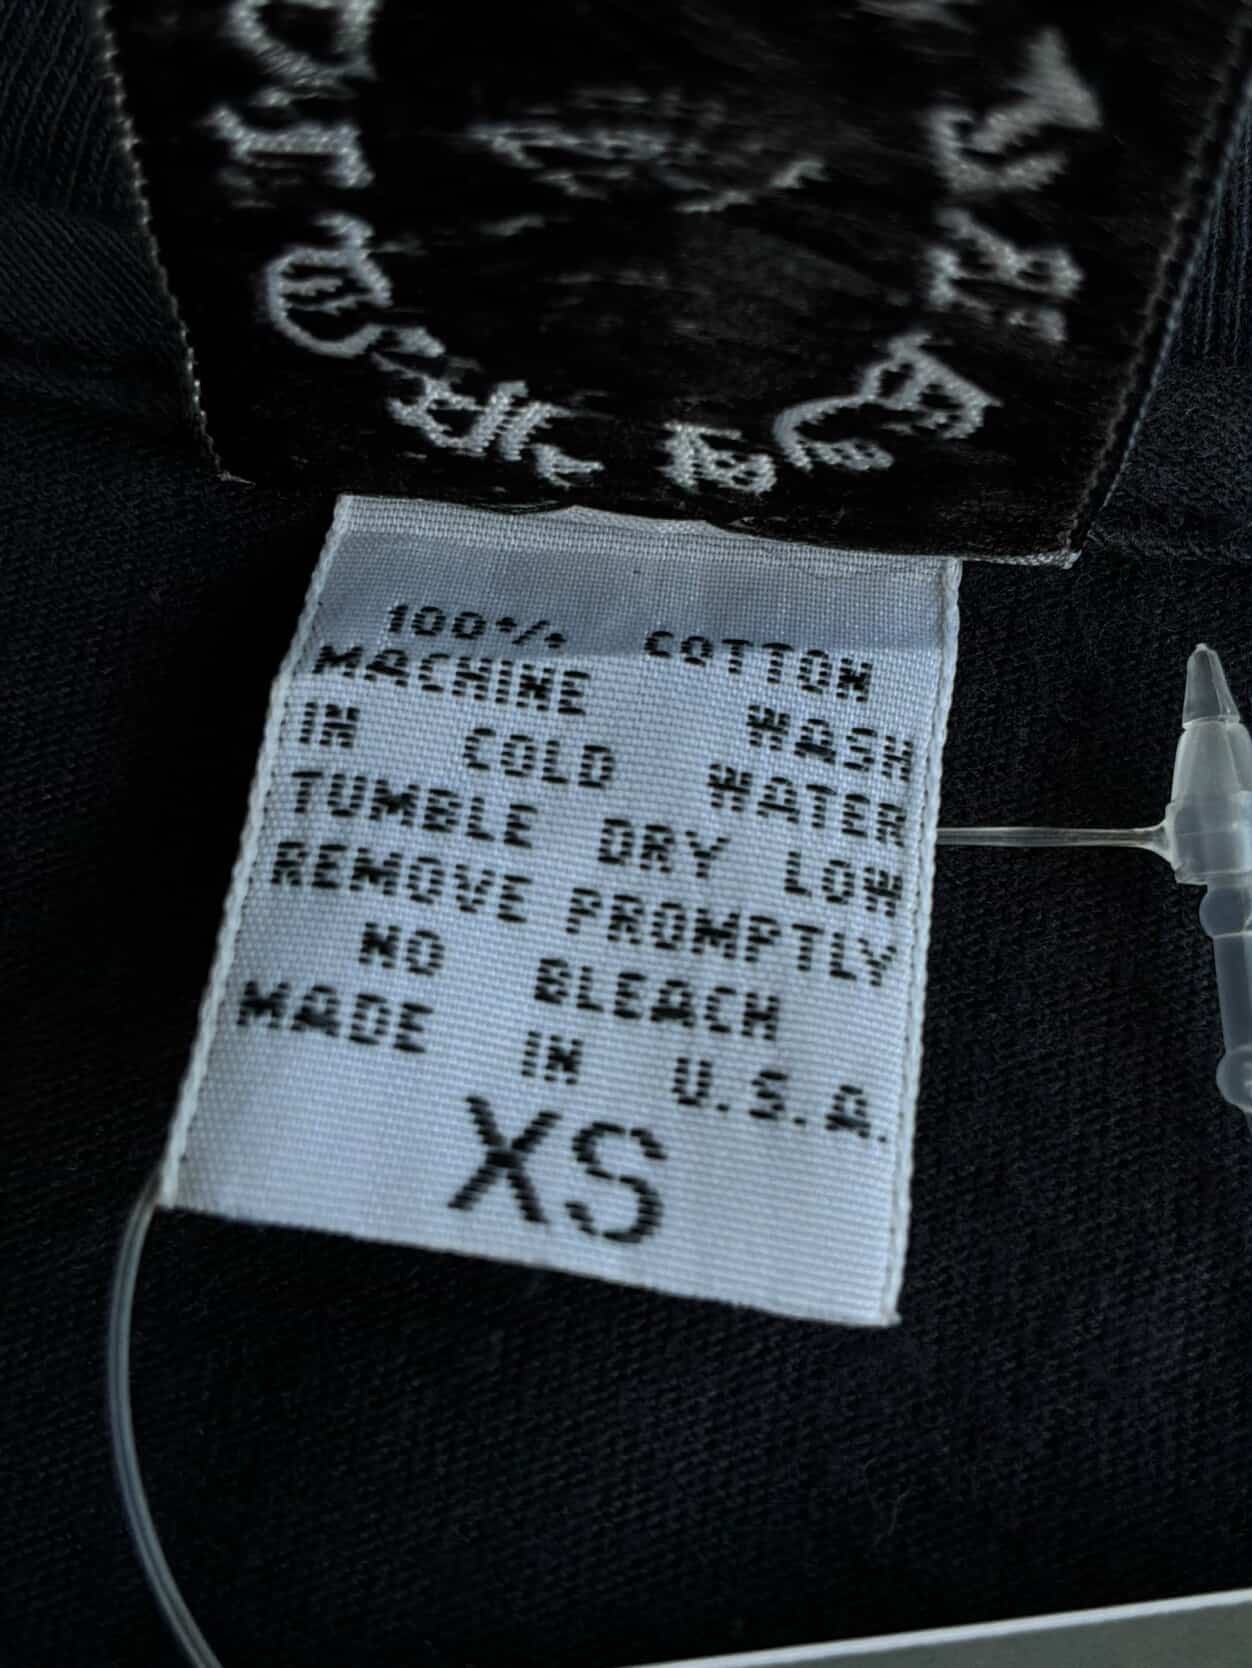 100% COTTON
MACHINE WASH
IN COLD WATER
TUMBLE DRY LOW
REMOVE PROMPTLY
NO BLEACH
MADE IN U.S.A.
XS